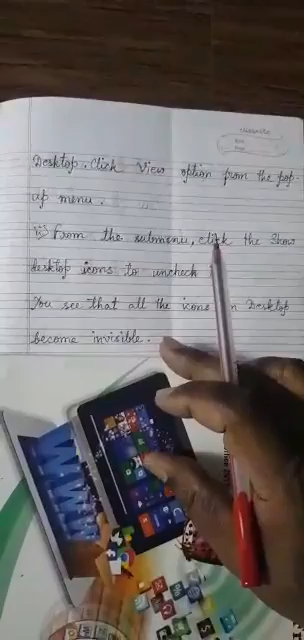 Desktop. Click View option from the pop-
up menu.
From the submenu, click the Show
desktop icons to uncheck
You see that all the icons on Desktop
become invisible.